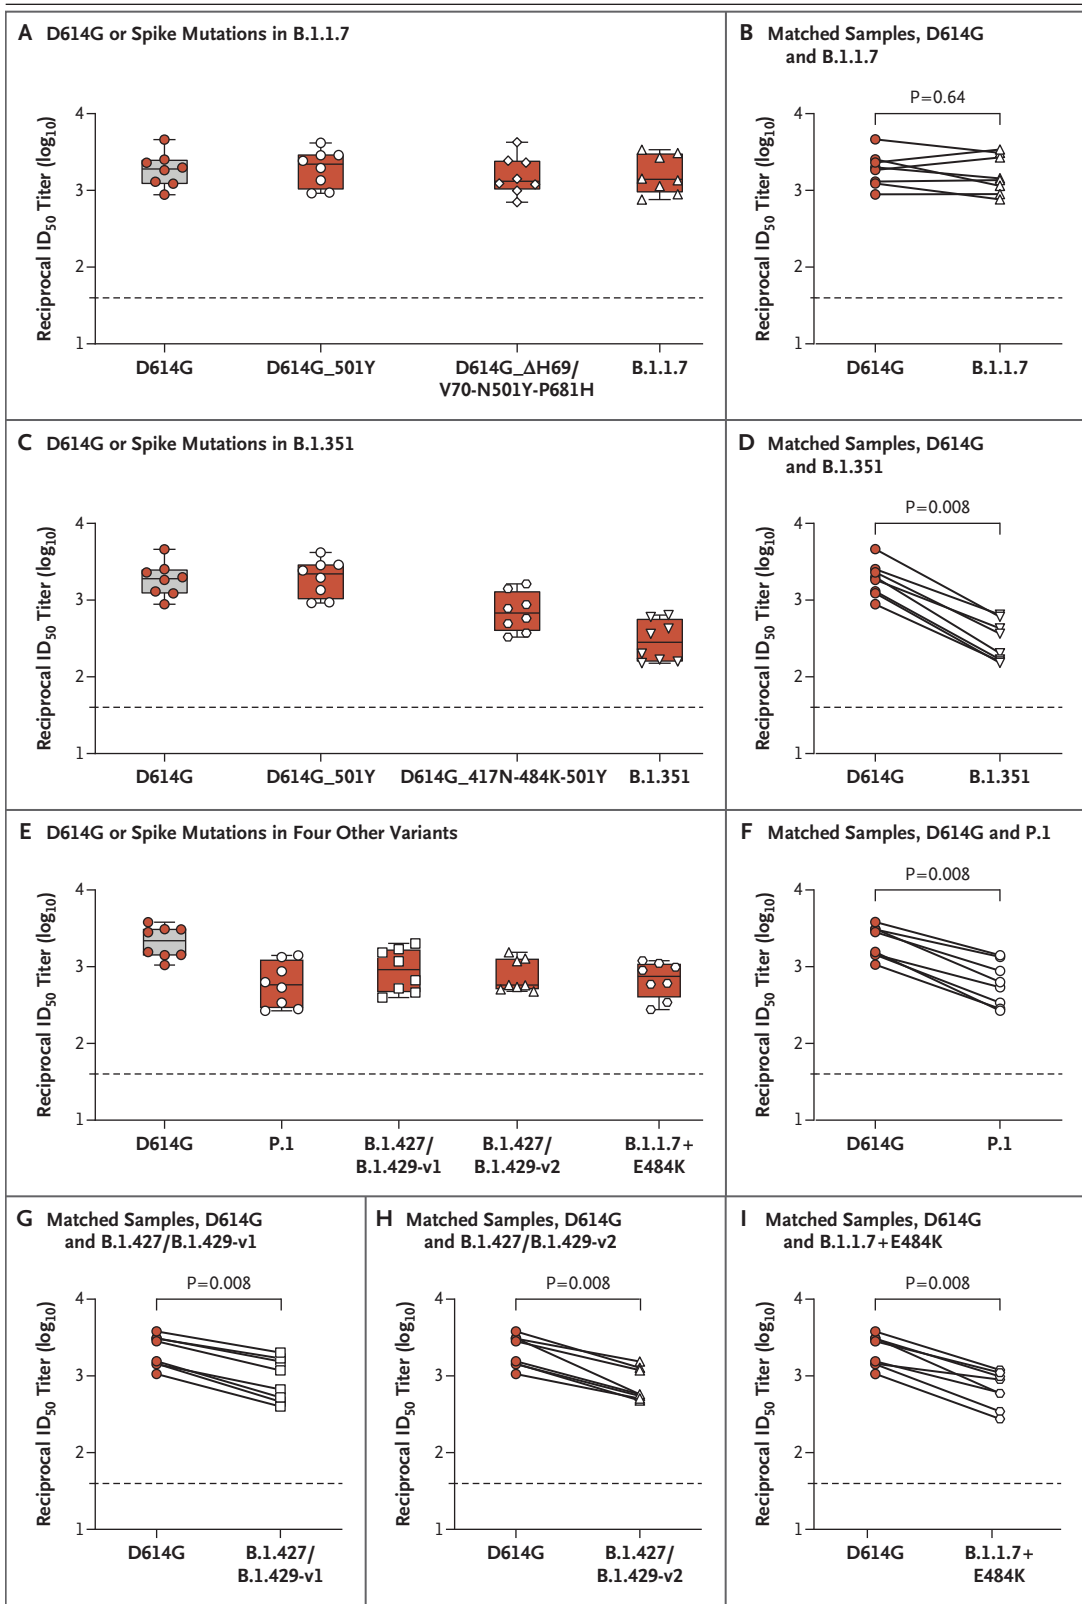 A D614G or Spike Mutations in B.1.1.7
Reciprocal ID50 Titer (log10)
4
3
2
1
D614G
D614G_501Y
D614G_ΔH69/
V70-N501Y-P681H
B.1.1.7
B Matched Samples, D614G
and B.1.1.7
P=0.64
Reciprocal ID50 Titer (log10)
4
3
2
1
D614G
B.1.1.7
C D614G or Spike Mutations in B.1.351
Reciprocal ID50 Titer (log10)
4
3
2
1
D614G
D614G_501Y
D614G_417N-484K-501Y
B.1.351
D Matched Samples, D614G
and B.1.351
P=0.008
Reciprocal ID50 Titer (log10)
4
3
2
1
D614G
B.1.351
E D614G or Spike Mutations in Four Other Variants
Reciprocal ID50 Titer (log10)
4
3
2
1
D614G
P.1
B.1.427/
B.1.429-v1
B.1.427/
B.1.429-v2
B.1.1.7+
E484K
F Matched Samples, D614G and P.1
P=0.008
Reciprocal ID50 Titer (log10)
4
3
2
1
D614G
P.1
G Matched Samples, D614G
and B.1.427/B.1.429-v1
P=0.008
Reciprocal ID50 Titer (log10)
4
3
2
1
D614G
B.1.427/
B.1.429-v1
H Matched Samples, D614G
and B.1.427/B.1.429-v2
P=0.008
Reciprocal ID50 Titer (log10)
4
3
2
1
D614G
B.1.427/
B.1.429-v2
I Matched Samples, D614G
and B.1.1.7+E484K
P=0.008
Reciprocal ID50 Titer (log10)
4
3
2
1
D614G
B.1.1.7+
E484K